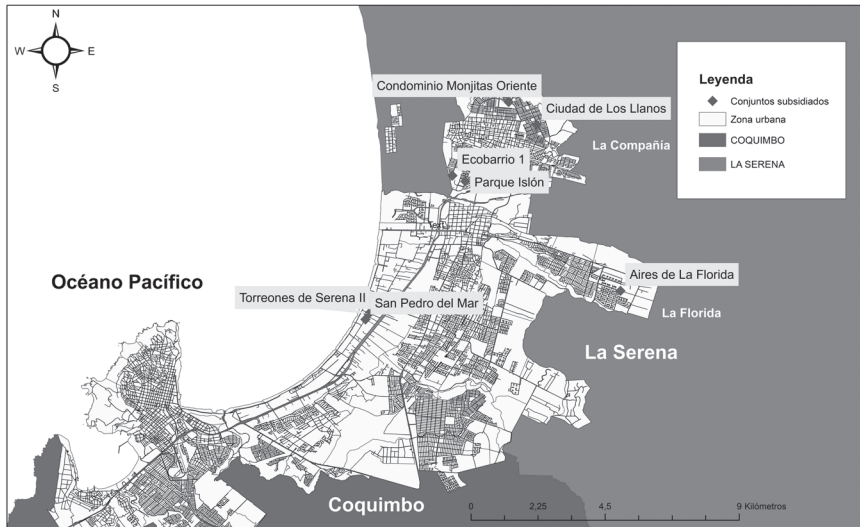 N
W
E
S
Condominio Monjitas Oriente
Ciudad de Los Llanos
La Compañia
Ecobarrio 1
Parque Islón
Océano Pacífico
Aires de La Florida
Torreones de Serena II
San Pedro del Mar
La Florida
La Serena
Coquimbo
Leyenda
Conjuntos subsidiados
Zona urbana
COQUIMBO
LA SERENA
0 2,25 4,5 9 Kilómetros